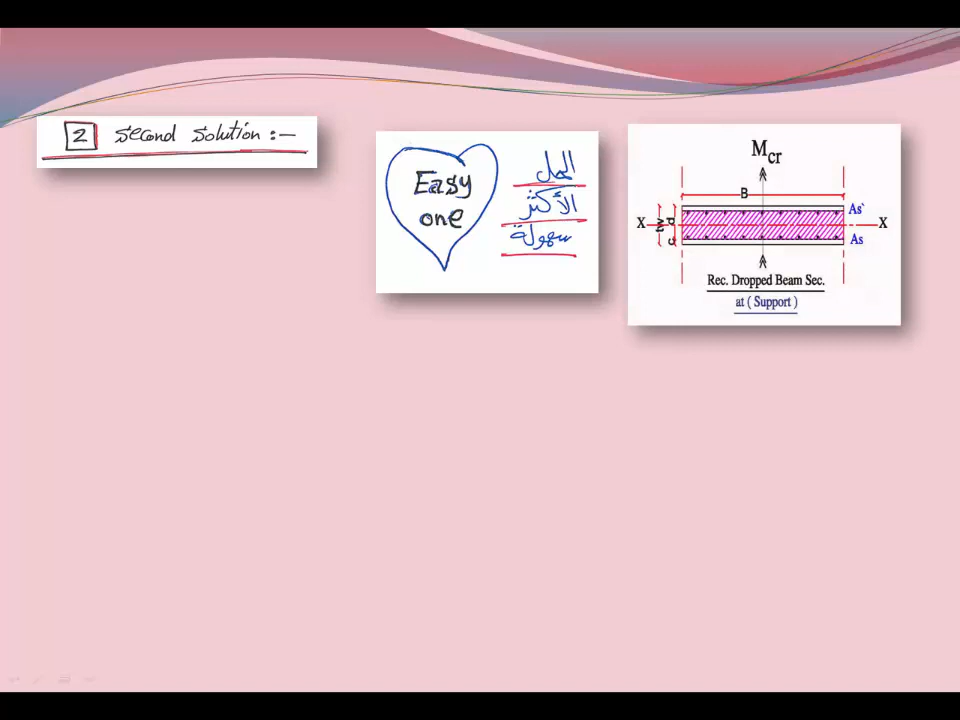 2 Second Solution :-
Easy
one
الحل
الأكثر
سهولة
Mcr
B
As`
X X
d
c
As
Rec. Dropped Beam Sec.
at ( Support )